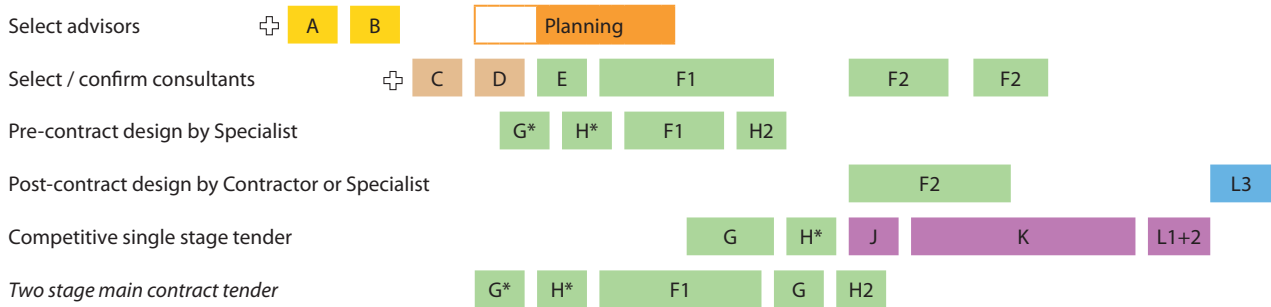 Select advisors A B Planning
Select / confirm consultants C D E F1 F2 F2
Pre-contract design by Specialist G* H* F1 H2
Post-contract design by Contractor or Specialist F2 L3
Competitive single stage tender G H* J K L1+2
Two stage main contract tender G* H* F1 G H2